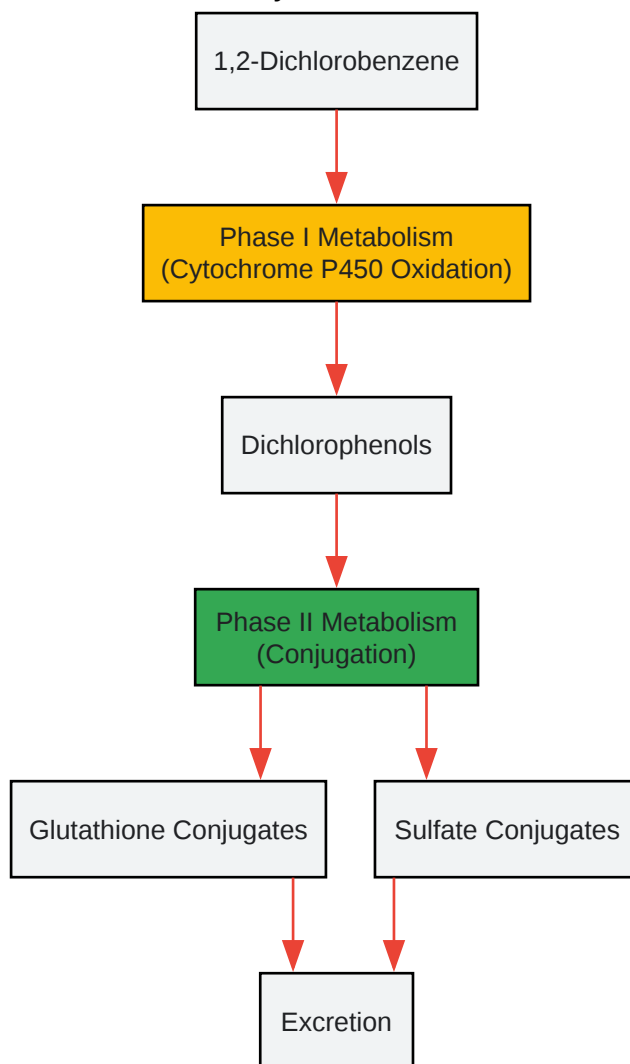 1,2-Dichlorobenzene
Phase I Metabolism
(Cytochrome P450 Oxidation)
Dichlorophenols
Phase II Metabolism
(Conjugation)
Glutathione Conjugates
Sulfate Conjugates
Excretion